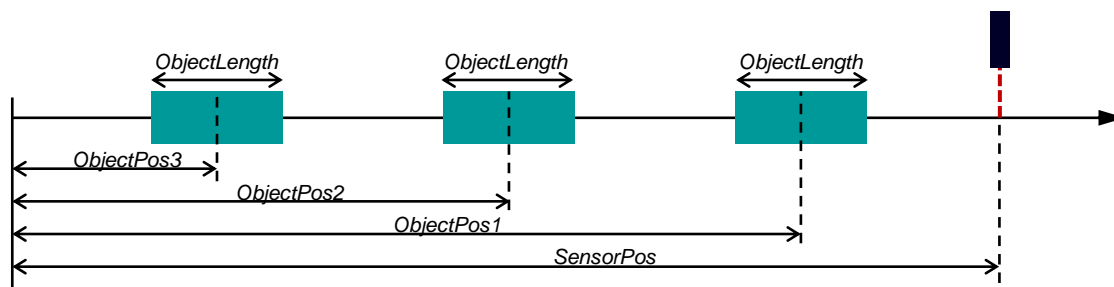 ObjectLength
ObjectLength
ObjectLength
ObjectPos3
ObjectPos2
ObjectPos1
SensorPos